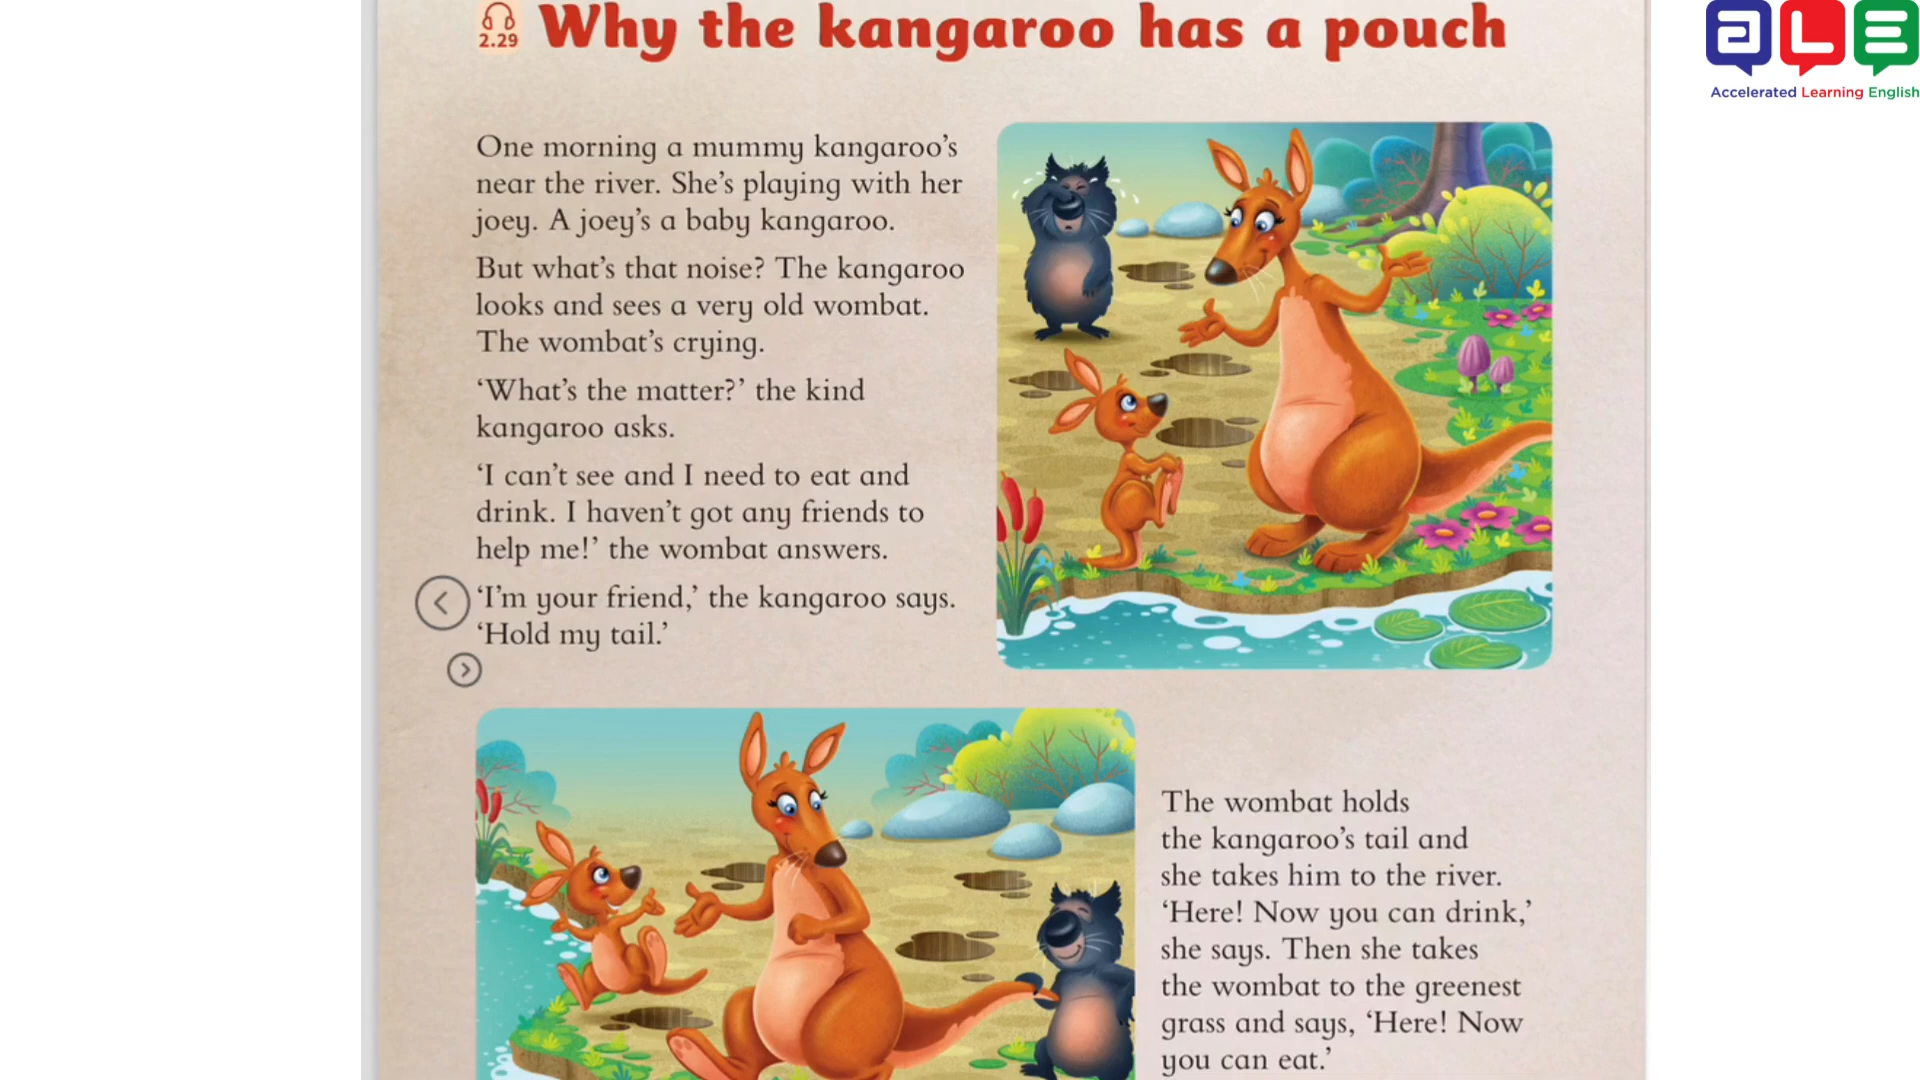 2.29
Why the kangaroo has a pouch
aLE
Accelerated Learning English
One morning a mummy kangaroo’s
near the river. She’s playing with her
joey. A joey’s a baby kangaroo.
But what’s that noise? The kangaroo
looks and sees a very old wombat.
The wombat’s crying.
‘What’s the matter?’ the kind
kangaroo asks.
‘I can’t see and I need to eat and
drink. I haven’t got any friends to
help me!’ the wombat answers.
‘I’m your friend,’ the kangaroo says.
‘Hold my tail.’
The wombat holds
the kangaroo’s tail and
she takes him to the river.
‘Here! Now you can drink,’
she says. Then she takes
the wombat to the greenest
grass and says, ‘Here! Now
you can eat.’